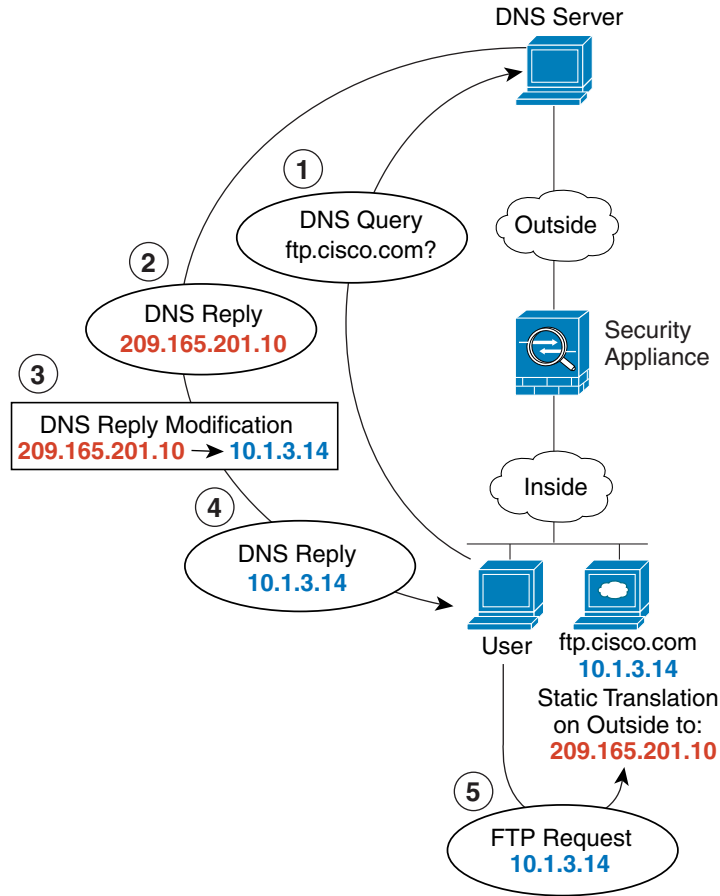 DNS Server
1
DNS Query
ftp.cisco.com?
Outside
2
DNS Reply
209.165.201.10
Security
Appliance
3
DNS Reply Modification
209.165.201.10 → 10.1.3.14
Inside
4
DNS Reply
10.1.3.14
User
ftp.cisco.com
10.1.3.14
Static Translation
on Outside to:
209.165.201.10
5
FTP Request
10.1.3.14